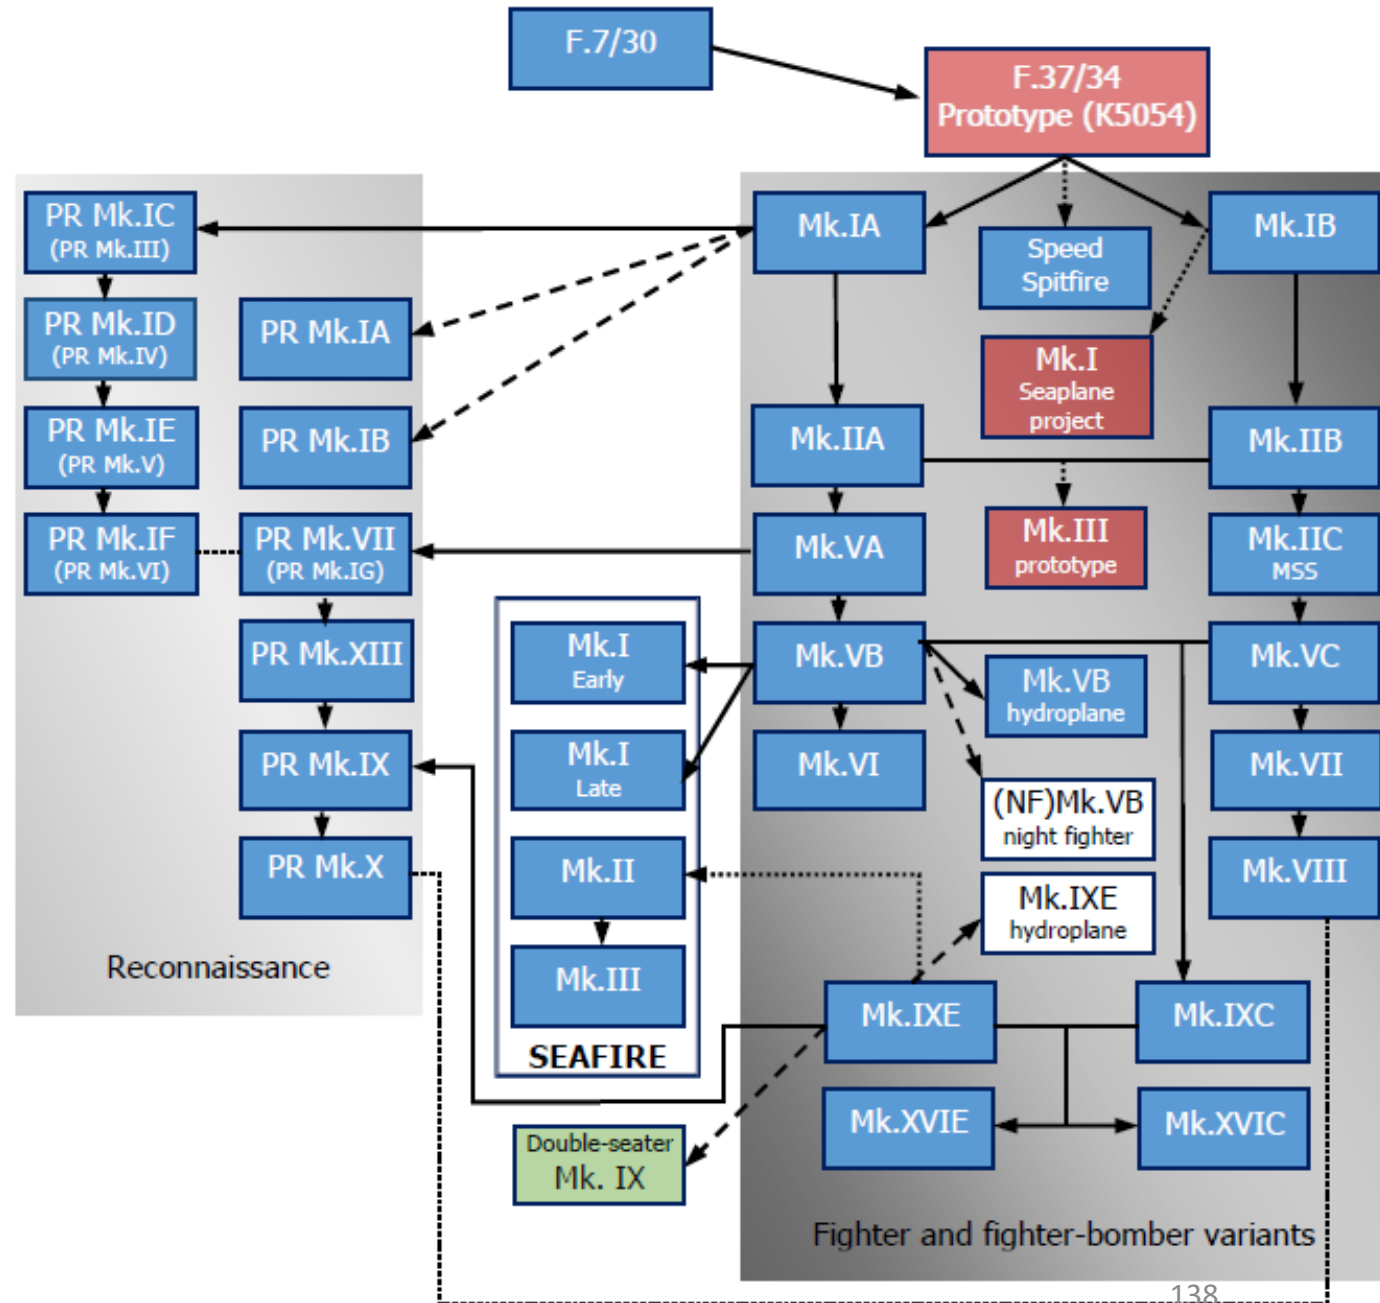 F.7/30
F.37/34
Prototype (K5054)
PR Mk.IC
(PR Mk.III)
Mk.IA
Speed
Spitfire
Mk.IB
PR Mk.ID
(PR Mk.IV)
PR Mk.IA
Mk.I
Seaplane
project
PR Mk.IE
(PR Mk.V)
PR Mk.IB
Mk.IIA
Mk.IIB
PR Mk.IF
(PR Mk.VI)
PR Mk.VII
(PR Mk.IG)
Mk.VA
Mk.III
prototype
Mk.IIC
MSS
PR Mk.XIII
Mk.I
Early
Mk.VB
Mk.VB
hydroplane
Mk.VC
PR Mk.IX
Mk.I
Late
Mk.VI
(NF)Mk.VB
night fighter
Mk.VII
PR Mk.X
Mk.II
Mk.IXE
hydroplane
Mk.VIII
Reconnaissance
Mk.III
SEAFIRE
Mk.IXE
Mk.IXC
Double-seater
Mk. IX
Mk.XVIE
Mk.XVIC
Fighter and fighter-bomber variants
138